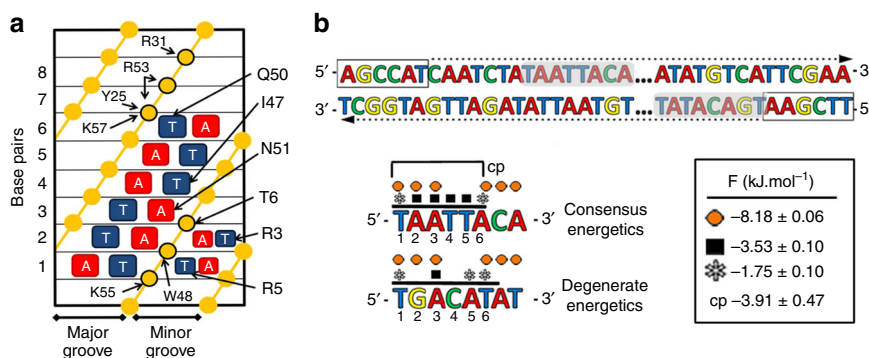 a
R31
R53
Y25
K57
Q50
I47
N51
T6
R3
R5
K55
W48
Base pairs
8
7
6
5
4
3
2
1
T A
A T
A T
T A
T A A T
A T T A
Major groove
Minor groove
b
5′- AGCCATCAATCTATAATTACA...ATATGTCATTCGAA-3
3′- TCGGTAGTTAGATATTAATGT...TATACAGTAAGCTT-5
cp
5′- TAATTACA - 3′
1 2 3 4 5 6
Consensus energetics
5′- TGACATAT - 3′
1 2 3 4 5 6
Degenerate energetics
F (kJ.mol⁻¹)
−8.18 ± 0.06
−3.53 ± 0.10
−1.75 ± 0.10
cp −3.91 ± 0.47